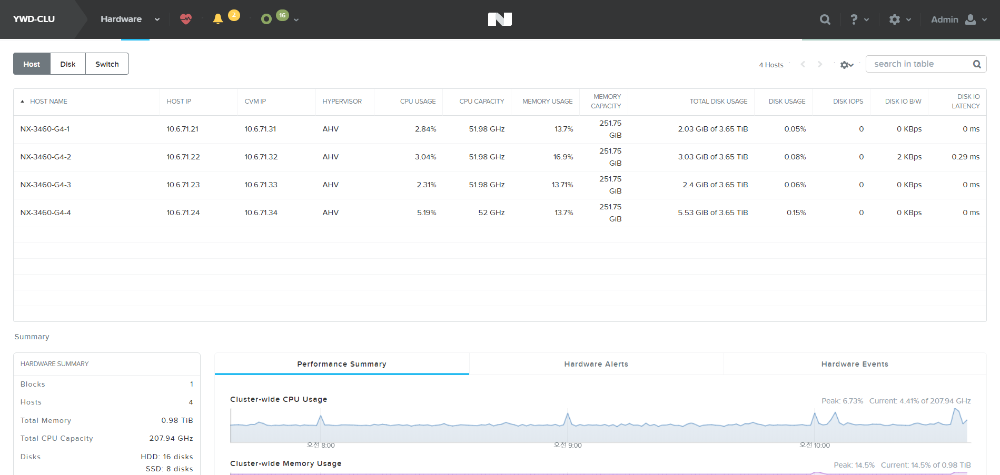 YWD-CLU Hardware 2 16 ? Admin
Host Disk Switch 4 Hosts search in table
HOST NAME HOST IP CVM IP HYPERVISOR CPU USAGE CPU CAPACITY MEMORY USAGE MEMORY CAPACITY TOTAL DISK USAGE DISK USAGE DISK IOPS DISK IO B/W DISK IO LATENCY
NX-3460-G4-1 10.6.71.21 10.6.71.31 AHV 2.84% 51.98 GHz 13.7% 251.75 GiB 2.03 GiB of 3.65 TiB 0.05% 0 0 KBps 0 ms
NX-3460-G4-2 10.6.71.22 10.6.71.32 AHV 3.04% 51.98 GHz 16.9% 251.75 GiB 3.03 GiB of 3.65 TiB 0.08% 0 2 KBps 0.29 ms
NX-3460-G4-3 10.6.71.23 10.6.71.33 AHV 2.31% 51.98 GHz 13.71% 251.75 GiB 2.4 GiB of 3.65 TiB 0.06% 0 0 KBps 0 ms
NX-3460-G4-4 10.6.71.24 10.6.71.34 AHV 5.19% 52 GHz 13.7% 251.75 GiB 5.53 GiB of 3.65 TiB 0.15% 0 0 KBps 0 ms
Summary
HARDWARE SUMMARY
Blocks 1
Hosts 4
Total Memory 0.98 TiB
Total CPU Capacity 207.94 GHz
Disks HDD: 16 disks
SSD: 8 disks
Performance Summary Hardware Alerts Hardware Events
Cluster-wide CPU Usage Peak: 6.73% Current: 4.41% of 207.94 GHz
오전 8:00 오전 9:00 오전 10:00
Cluster-wide Memory Usage Peak: 14.5% Current: 14.5% of 0.98 TiB